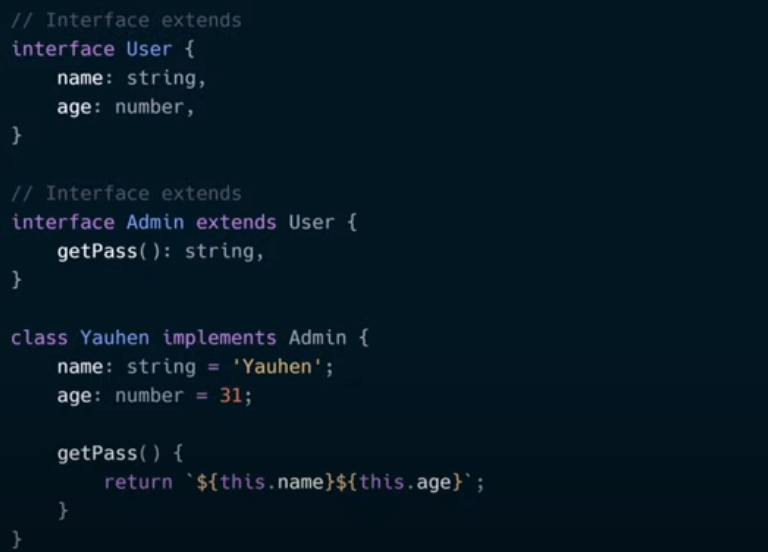 // Interface extends
interface User {
    name: string,
    age: number,
}

// Interface extends
interface Admin extends User {
    getPass(): string,
}

class Yauhen implements Admin {
    name: string = 'Yauhen';
    age: number = 31;

    getPass() {
        return `${this.name}${this.age}`;
    }
}